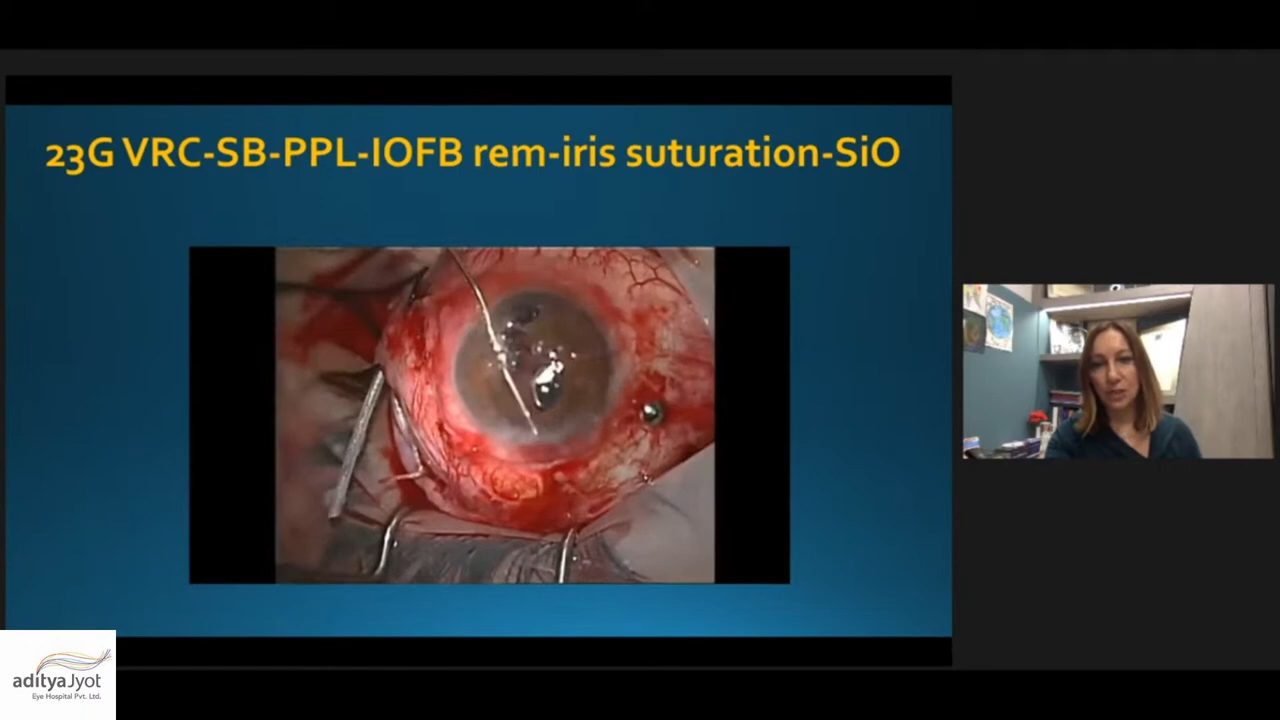 23G VRC-SB-PPL-IOFB rem-iris suturation-SiO
adityaJyot
Eye Hospital Pvt. Ltd.